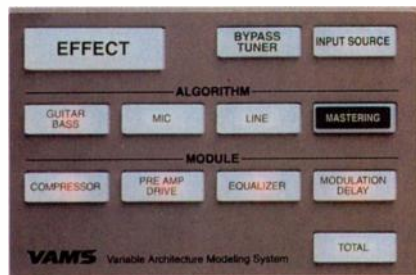 EFFECT
BYPASS
TUNER
INPUT SOURCE
ALGORITHM
GUITAR
BASS
MIC
LINE
MASTERING
MODULE
COMPRESSOR
PRE AMP
DRIVE
EQUALIZER
MODULATION
DELAY
TOTAL
VAMS Variable Architecture Modeling System